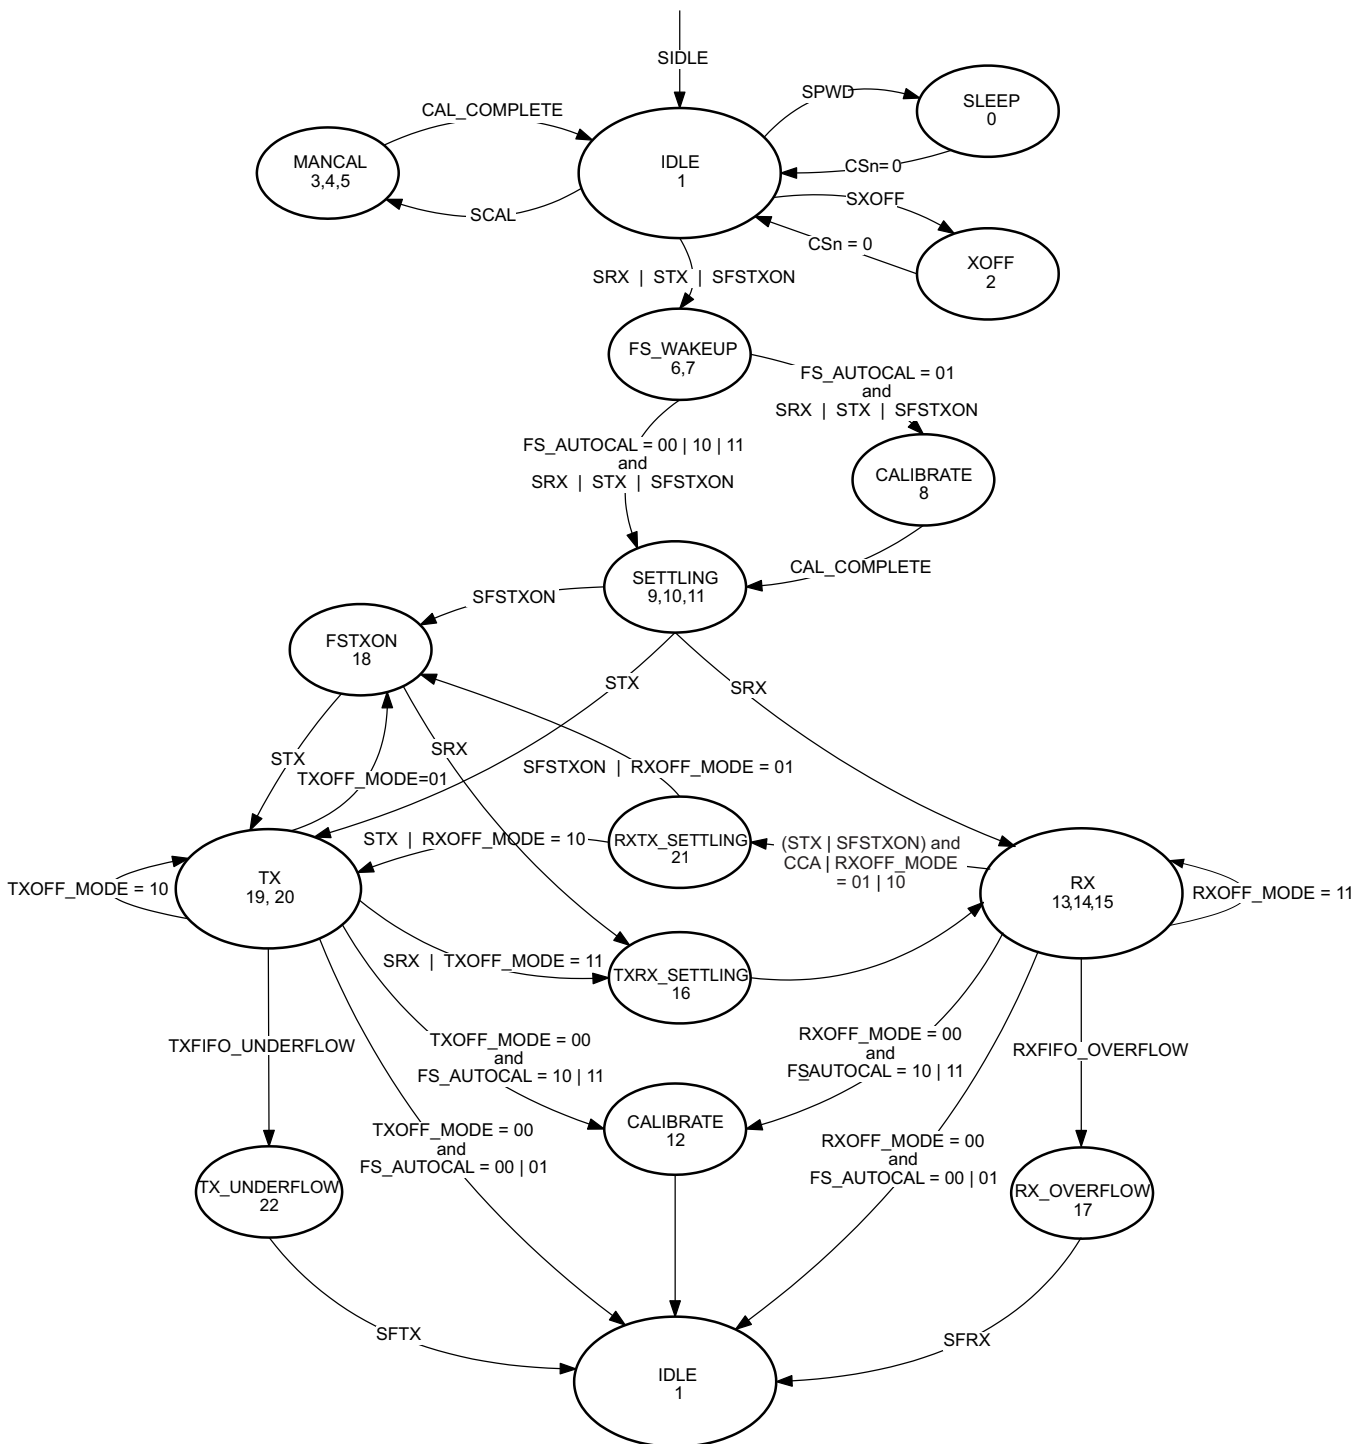 SIDLE
SPWD
SLEEP
0
CAL_COMPLETE
IDLE
1
MANCAL
3,4,5
CSn= 0
SCAL
SXOFF
CSn = 0
XOFF
2
SRX | STX | SFSTXON
FS_WAKEUP
6,7
FS_AUTOCAL = 01
and
SRX | STX | SFSTXON
FS_AUTOCAL = 00 | 10 | 11
and
SRX | STX | SFSTXON
CALIBRATE
8
CAL_COMPLETE
SETTLING
9,10,11
SFSTXON
FSTXON
18
STX
SRX
STX
SRX
TXOFF_MODE=01
SFSTXON | RXOFF_MODE = 01
STX | RXOFF_MODE = 10
RXTX_SETTLING
21
(STX | SFSTXON) and
CCA | RXOFF_MODE
= 01 | 10
TXOFF_MODE = 10
TX
19, 20
RX
13,14,15
RXOFF_MODE = 11
SRX | TXOFF_MODE = 11
TXRX_SETTLING
16
TXFIFO_UNDERFLOW
TXOFF_MODE = 00
and
FS_AUTOCAL = 10 | 11
RXOFF_MODE = 00
and
FS_AUTOCAL = 10 | 11
RXFIFO_OVERFLOW
CALIBRATE
12
TXOFF_MODE = 00
and
FS_AUTOCAL = 00 | 01
RXOFF_MODE = 00
and
FS_AUTOCAL = 00 | 01
TX_UNDERFLOW
22
RX_OVERFLOW
17
SFTX
SFRX
IDLE
1